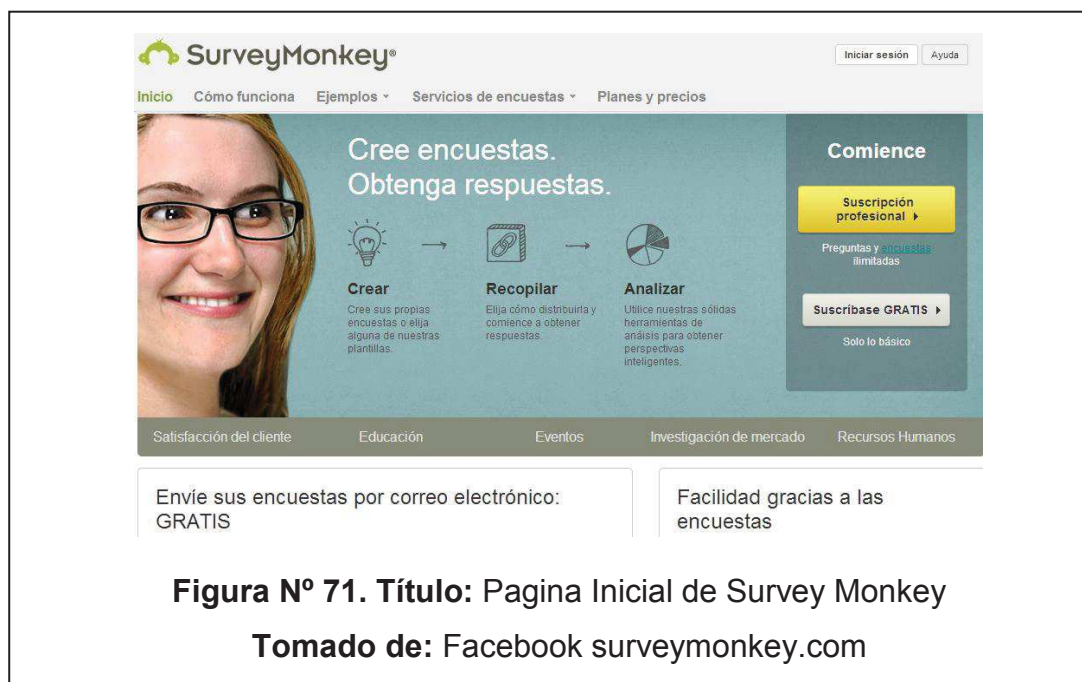 SurveyMonkey®
Iniciar sesión Ayuda
Inicio Cómo funciona Ejemplos Servicios de encuestas Planes y precios
Cree encuestas.
Obtenga respuestas.
Crear
Cree sus propias
encuestas o elija
alguna de nuestras
plantillas.
Recopilar
Elija cómo distribuirla y
comience a obtener
respuestas.
Analizar
Utilice nuestras sólidas
herramientas de
análisis para obtener
perspectivas
inteligentes.
Comience
Suscripción
profesional
Preguntas y encuestas
ilimitadas
Suscríbase GRATIS
Solo lo básico
Satisfacción del cliente Educación Eventos Investigación de mercado Recursos Humanos
Envíe sus encuestas por correo electrónico:
GRATIS
Facilidad gracias a las
encuestas
Figura Nº 71. Título: Pagina Inicial de Survey Monkey
Tomado de: Facebook surveymonkey.com